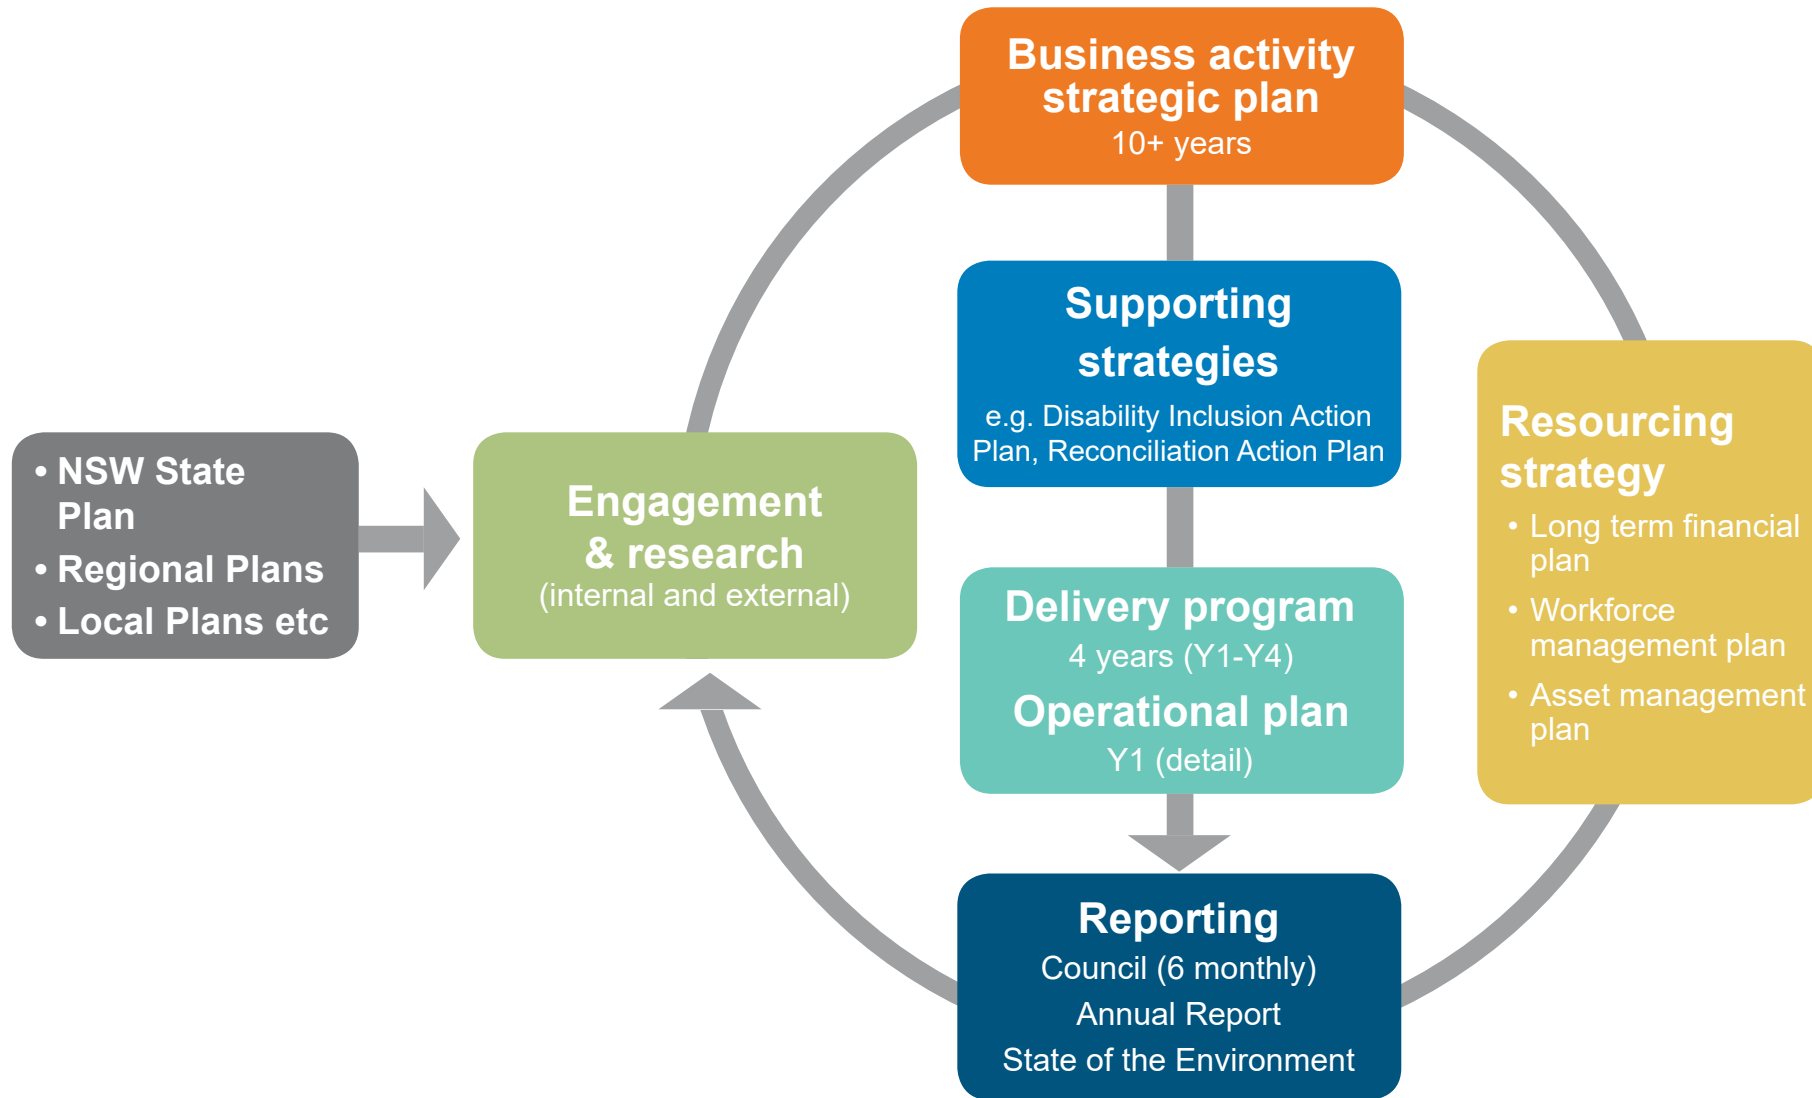 Business activity
strategic plan
10+ years
Supporting
strategies
e.g. Disability Inclusion Action
Plan, Reconciliation Action Plan
• NSW State
Plan
• Regional Plans
• Local Plans etc
Engagement
& research
(internal and external)
Delivery program
4 years (Y1-Y4)
Operational plan
Y1 (detail)
Resourcing
strategy
• Long term financial
plan
• Workforce
management plan
• Asset management
plan
Reporting
Council (6 monthly)
Annual Report
State of the Environment